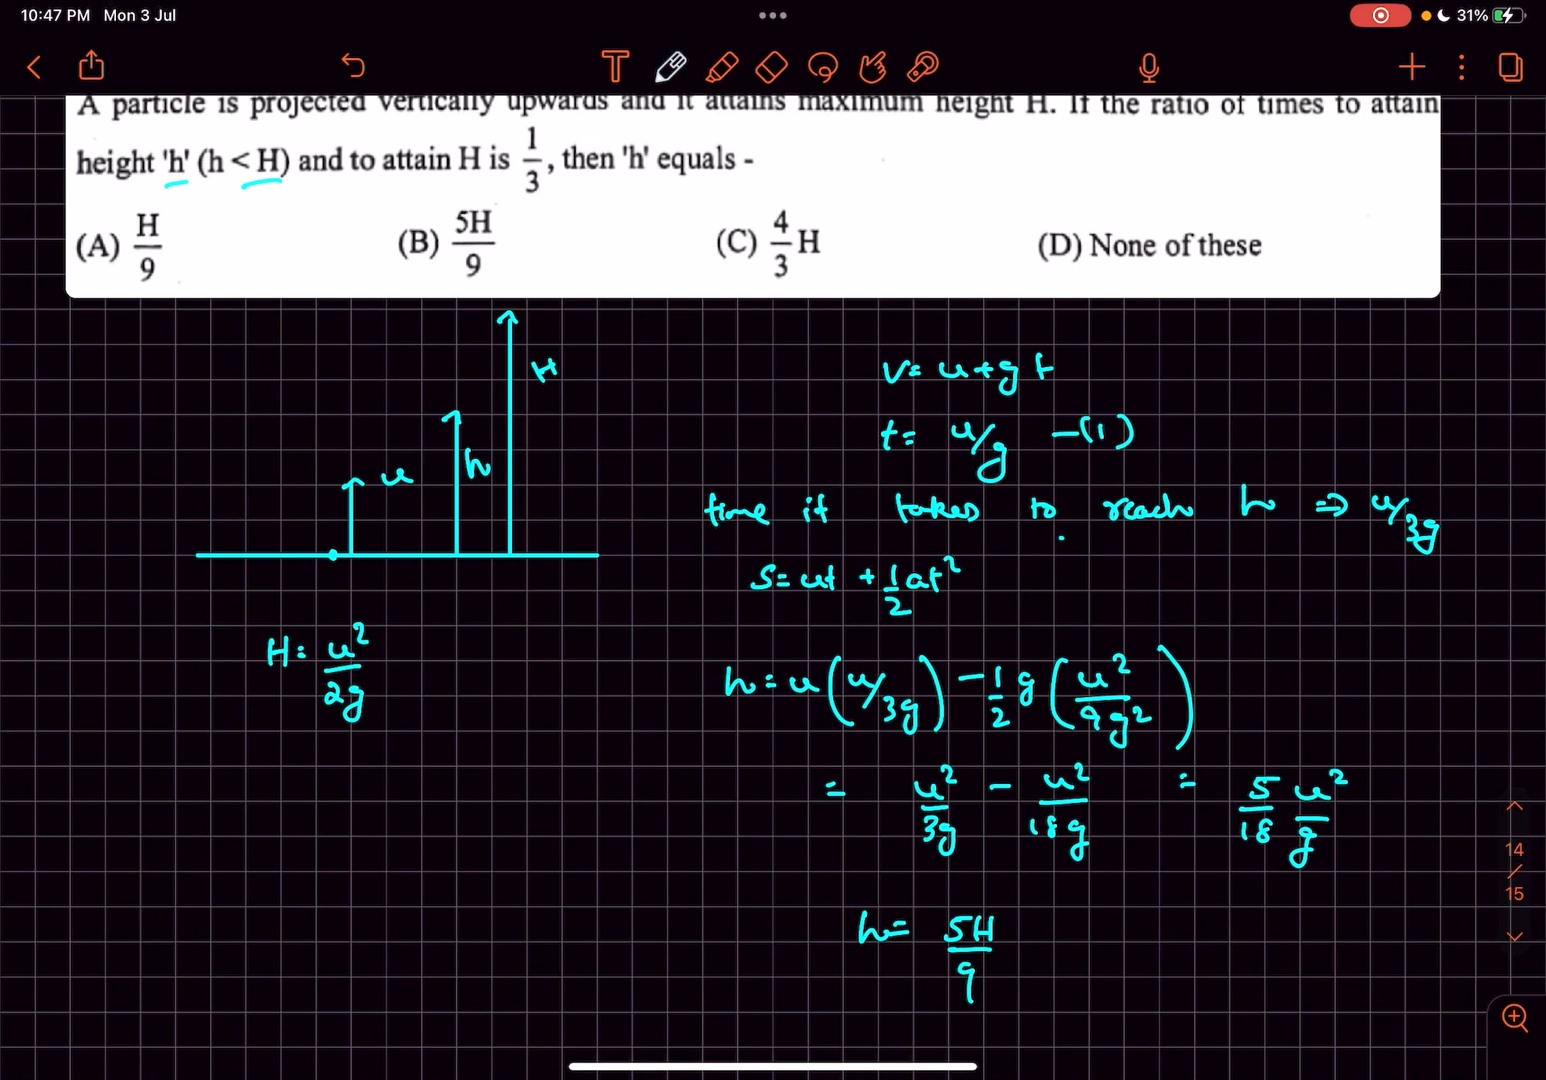 10:47 PM Mon 3 Jul
31%
A particle is projected vertically upwards and it attains maximum height H. If the ratio of times to attain
height 'h' (h < H) and to attain H is 1/3, then 'h' equals -
(A) H/9 (B) 5H/9 (C) 4/3 H (D) None of these
H
h
u
V= u+gt
t= u/g -(1)
time it takes to reach h ⇒ u/3g
S= ut + 1/2 at²
H= u²/2g
h= u(u/3g) - 1/2 g (u²/9g²)
= u²/3g - u²/18g = 5/18 u²/g
h= 5H/9
14
/
15